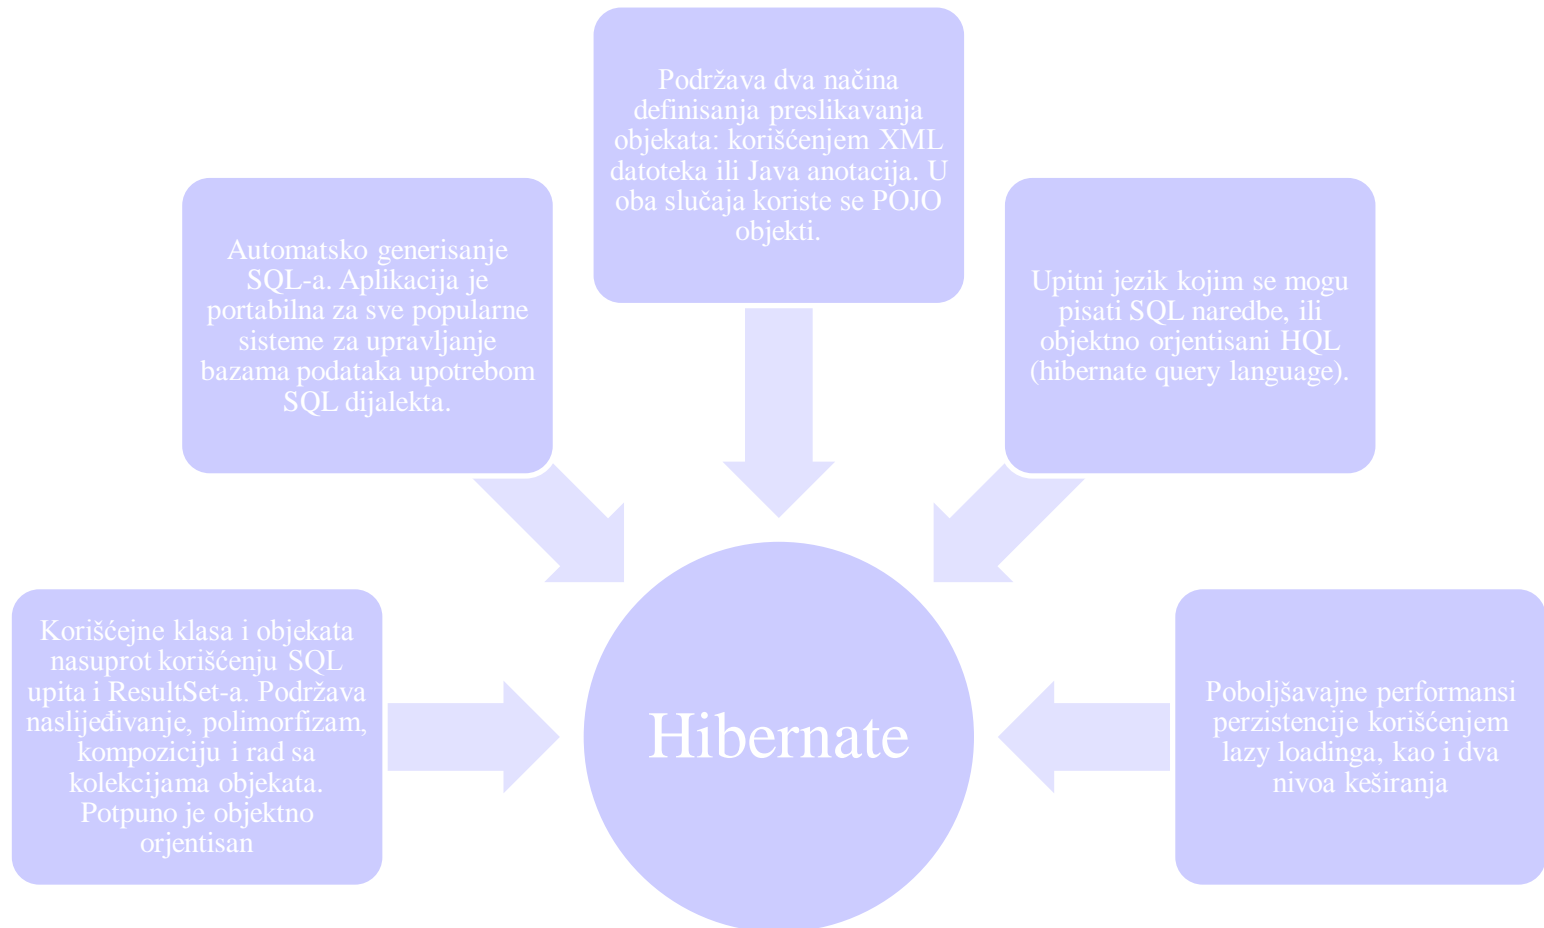 Podržava dva načina
definisanja preslikavanja
objekata: korišćenjem XML
datoteka ili Java anotacija. U
oba slučaja koriste se POJO
objekti.
Automatsko generisanje
SQL-a. Aplikacija je
portabilna za sve popularne
sisteme za upravljanje
bazama podataka upotrebom
SQL dijalekta.
Upitni jezik kojim se mogu
pisati SQL naredbe, ili
objektno orjentisani HQL
(hibernate query language).
Korišćejne klasa i objekata
nasuprot korišćenju SQL
upita i ResultSet-a. Podržava
naslijeđivanje, polimorfizam,
kompoziciju i rad sa
kolekcijama objekata.
Potpuno je objektno
orjentisan
Hibernate
Poboljšavajne performansi
perzistencije korišćenjem
lazy loadinga, kao i dva
nivoa keširanja